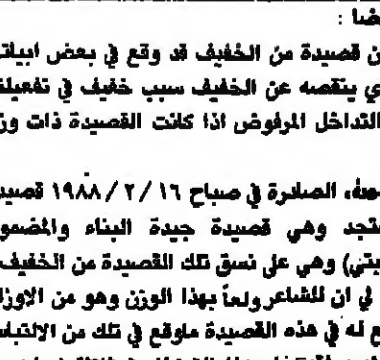 ضا :
ن قصيدة من الخفيف قد وقع في بعض ابيات
ي ينقصه عن الخفيف سبب خفيف في تفعيلت
التداخل المرفوض اذا كانت القصيدة ذات وز
الصادرة في صباح ١٦ /٢ /١٩٨٨ قصيد
ستجد وهي قصيدة جيدة البناء والمضمو
يتي) وهي على نسق تلك القصيدة من الخفيف
لي ان للشاعر ولعاً بهذا الوزن وهو من الاوزا
ع له في هذه القصيدة ماوقع في تلك من الالتباس